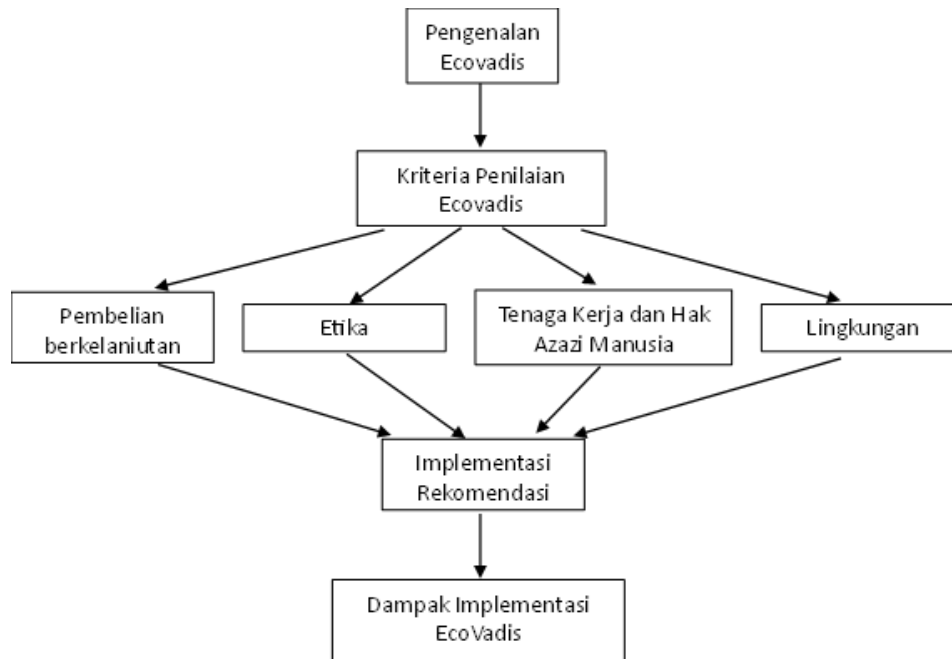 Pengenalan
Ecovadis
Kriteria Penilaian
Ecovadis
Pembelian
berkelaniutan
Etika
Tenaga Kerja dan Hak
Azazi Manusia
Lingkungan
Implementasi
Rekomendasi
Dampak Implementasi
EcoVadis